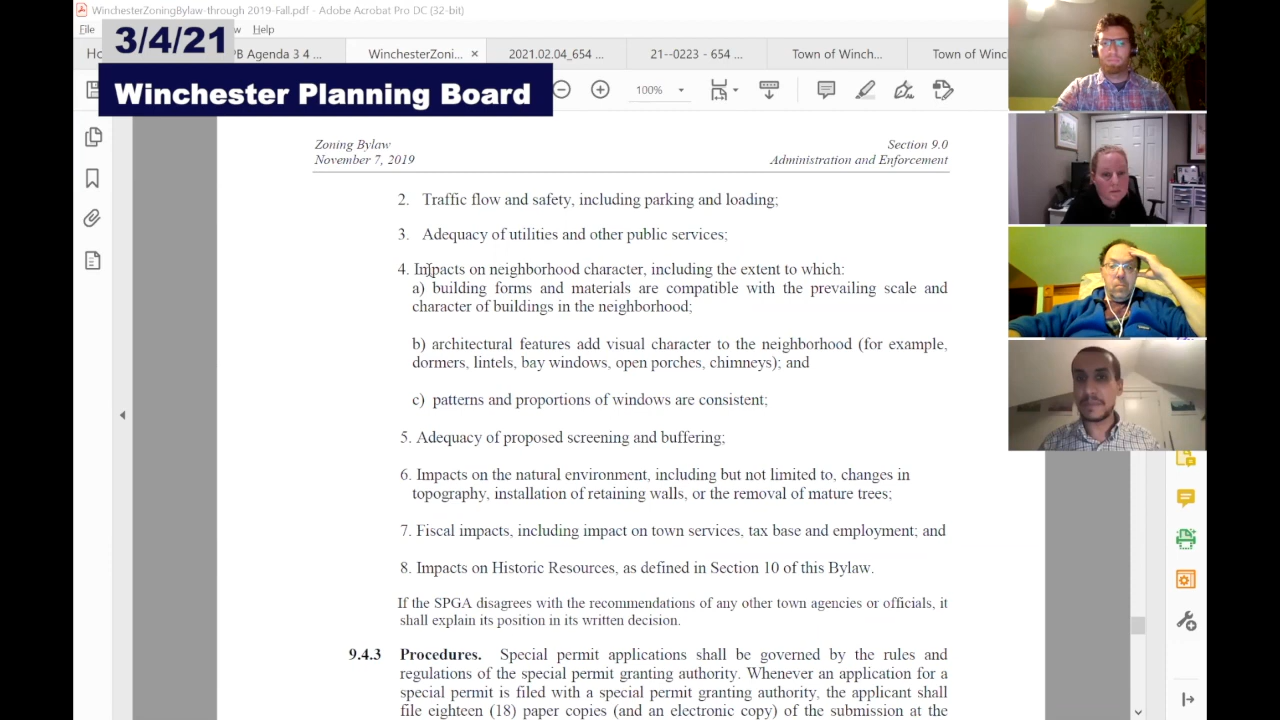 WinchesterZoningBylaw-through 2019-Fall.pdf - Adobe Acrobat Pro DC (32-bit)
File Help
3/4/21
PB Agenda 3 4 ... WinchesterZoni... × 2021.02.04_654 ... 21--0223 - 654 ... Town of Winch... Town of Winc
Winchester Planning Board
100%
Zoning Bylaw Section 9.0
November 7, 2019 Administration and Enforcement
2. Traffic flow and safety, including parking and loading;
3. Adequacy of utilities and other public services;
4. Impacts on neighborhood character, including the extent to which:
a) building forms and materials are compatible with the prevailing scale and
character of buildings in the neighborhood;
b) architectural features add visual character to the neighborhood (for example,
dormers, lintels, bay windows, open porches, chimneys); and
c) patterns and proportions of windows are consistent;
5. Adequacy of proposed screening and buffering;
6. Impacts on the natural environment, including but not limited to, changes in
topography, installation of retaining walls, or the removal of mature trees;
7. Fiscal impacts, including impact on town services, tax base and employment; and
8. Impacts on Historic Resources, as defined in Section 10 of this Bylaw.
If the SPGA disagrees with the recommendations of any other town agencies or officials, it
shall explain its position in its written decision.
9.4.3 Procedures. Special permit applications shall be governed by the rules and
regulations of the special permit granting authority. Whenever an application for a
special permit is filed with a special permit granting authority, the applicant shall
file eighteen (18) paper copies (and an electronic copy) of the submission at the